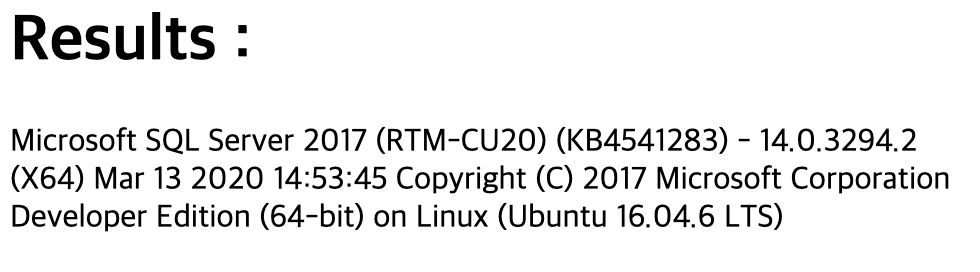 Results :
Microsoft SQL Server 2017 (RTM-CU20) (KB4541283) - 14.0.3294.2
(X64) Mar 13 2020 14:53:45 Copyright (C) 2017 Microsoft Corporation
Developer Edition (64-bit) on Linux (Ubuntu 16.04.6 LTS)